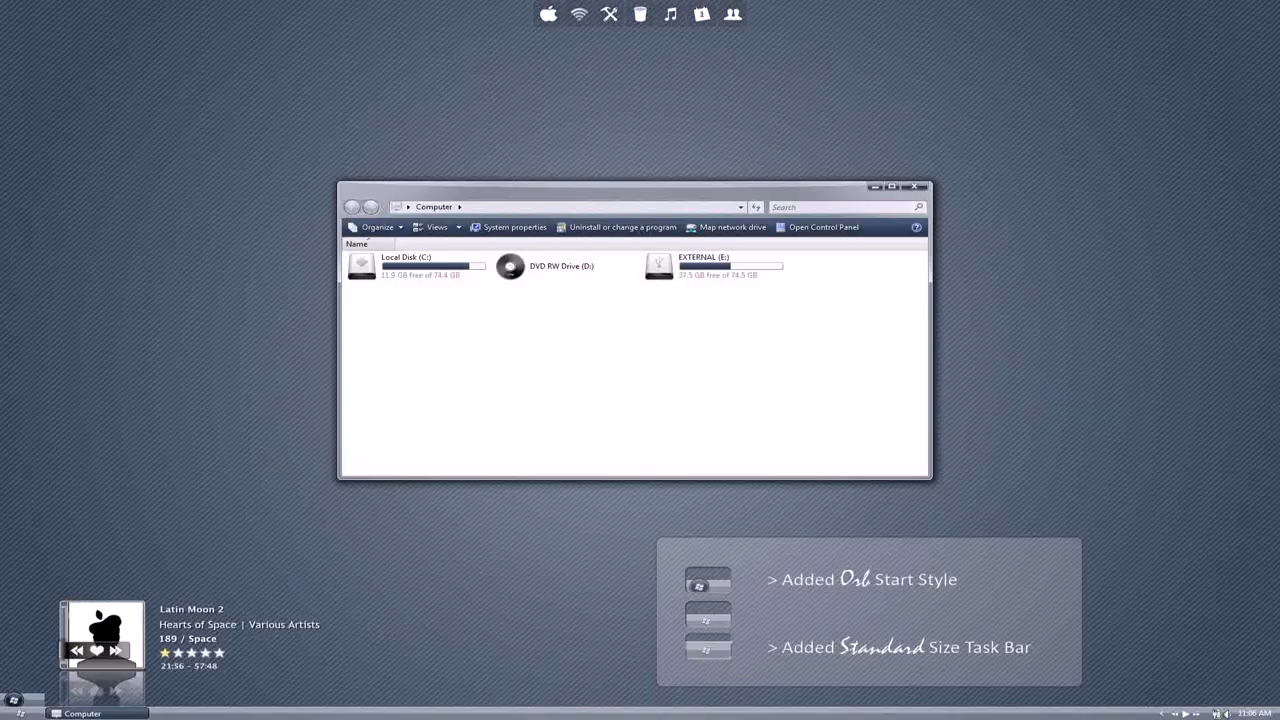 1
Computer
Search
Organize Views System properties Uninstall or change a program Map network drive Open Control Panel ?
Name
Local Disk (C:)
11.9 GB free of 74.4 GB
DVD RW Drive (D:)
EXTERNAL (E:)
37.5 GB free of 74.5 GB
> Added Orb Start Style
> Added Standard Size Task Bar
Latin Moon 2
Hearts of Space | Various Artists
189 / Space
21:56 - 57:48
Computer
11:06 AM